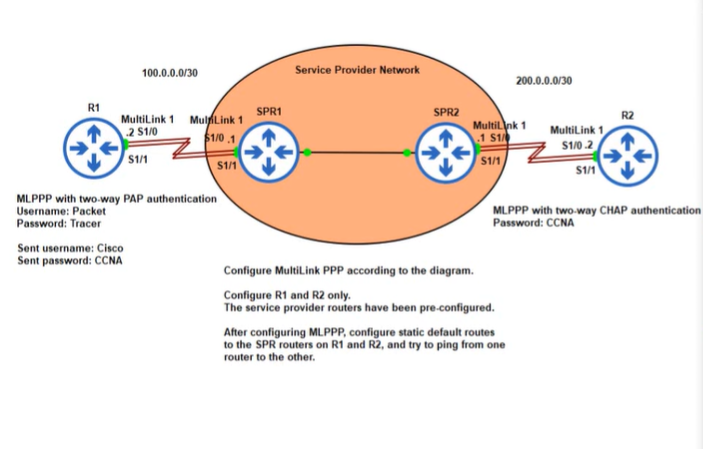 Service Provider Network
100.0.0.0/30
200.0.0.0/30
R1
MultiLink 1
.2 S1/0
S1/1
MultiLink 1
S1/0 .1
S1/1
SPR1
SPR2
MultiLink 1
.1 S1/0
S1/1
R2
MultiLink 1
S1/0 .2
S1/1
MLPPP with two-way PAP authentication
Username: Packet
Password: Tracer
Sent username: Cisco
Sent password: CCNA
MLPPP with two-way CHAP authentication
Password: CCNA
Configure MultiLink PPP according to the diagram.
Configure R1 and R2 only.
The service provider routers have been pre-configured.
After configuring MLPPP, configure static default routes
to the SPR routers on R1 and R2, and try to ping from one
router to the other.